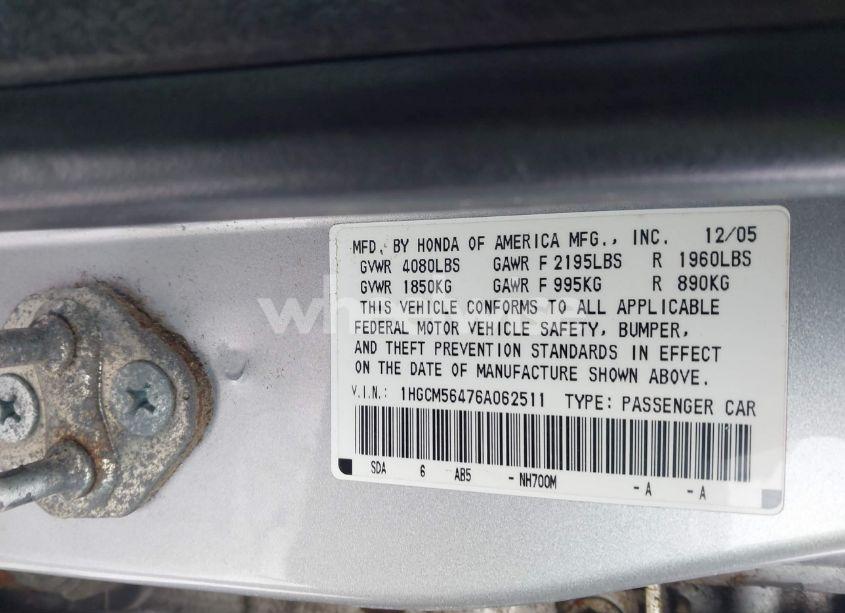 MFD. BY HONDA OF AMERICA MFG., INC. 12/05
GVWR 4080LBS GAWR F 2195LBS R 1960LBS
GVWR 1850KG GAWR F 995KG R 890KG
THIS VEHICLE CONFORMS TO ALL APPLICABLE
FEDERAL MOTOR VEHICLE SAFETY, BUMPER,
AND THEFT PREVENTION STANDARDS IN EFFECT
ON THE DATE OF MANUFACTURE SHOWN ABOVE.
V.I.N.: 1HGCM56476A062511 TYPE: PASSENGER CAR
SDA 6 AB5 -NH700M -A -A